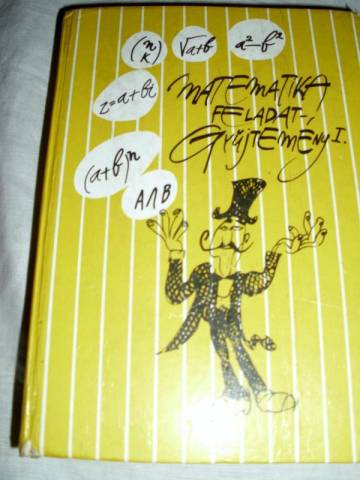 (n K)
√a+b
a²-b²
z=a+bi
(a+b)ⁿ
A∩B
MATEMATIKA
FELADAT-
GYŰJTEMÉNY I.